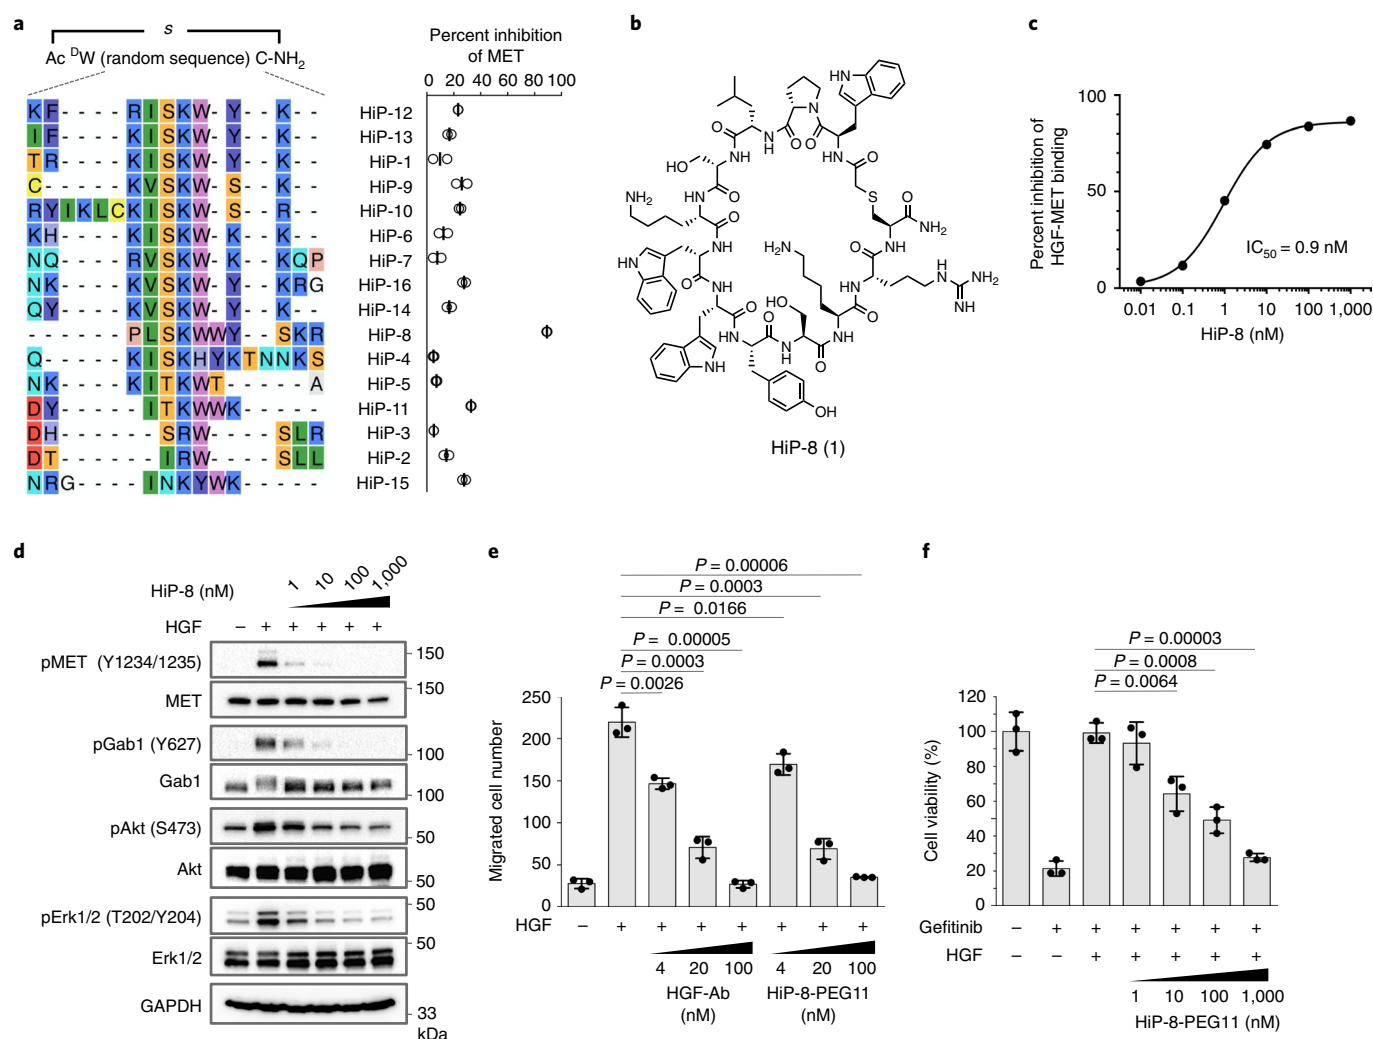 a
s
Ac DW (random sequence) C-NH2
Percent inhibition
of MET
0 20 40 60 80 100
KF----RISKW-Y--K-- HiP-12
IF----RISKW-Y--K-- HiP-13
TR----KISKW-Y--K-- HiP-1
C-----KVSKW-S--K-- HiP-9
RYIKLCKISKW-S--R-- HiP-10
KH----KISKW-K--K-- HiP-6
NQ----RVSKW-K--KQP HiP-7
NK----KVSKW-Y--KRG HiP-16
QY----KVSKW-Y--K-- HiP-14
------PLSKWWY--SKR HiP-8
Q-----KISKHYKTNNKS HiP-4
NK----KITKWT-----A HiP-5
DY-----ITKWWK----- HiP-11
DH------SRW----SLR HiP-3
DT------IRW----SLL HiP-2
NRG----INKYWK----- HiP-15
b
HiP-8 (1)
c
Percent inhibition of
HGF-MET binding
100
50
0
IC50 = 0.9 nM
0.01 0.1 1 10 100 1,000
HiP-8 (nM)
d
HiP-8 (nM) 1 10 100 1,000
HGF – + + + + +
pMET (Y1234/1235) 150
MET 150
pGab1 (Y627) 100
Gab1 100
pAkt (S473) 50
Akt 50
pErk1/2 (T202/Y204) 50
Erk1/2 50
GAPDH 33
kDa
e
P = 0.00006
P = 0.0003
P = 0.0166
P = 0.00005
P = 0.0003
P = 0.0026
Migrated cell number
250
200
150
100
50
0
HGF – + + + + + + +
4 20 100 4 20 100
HGF-Ab HiP-8-PEG11
(nM) (nM)
f
P = 0.00003
P = 0.0008
P = 0.0064
Cell viability (%)
120
100
80
60
40
20
0
Gefitinib – + + + + + +
HGF – – + + + + +
1 10 100 1,000
HiP-8-PEG11 (nM)